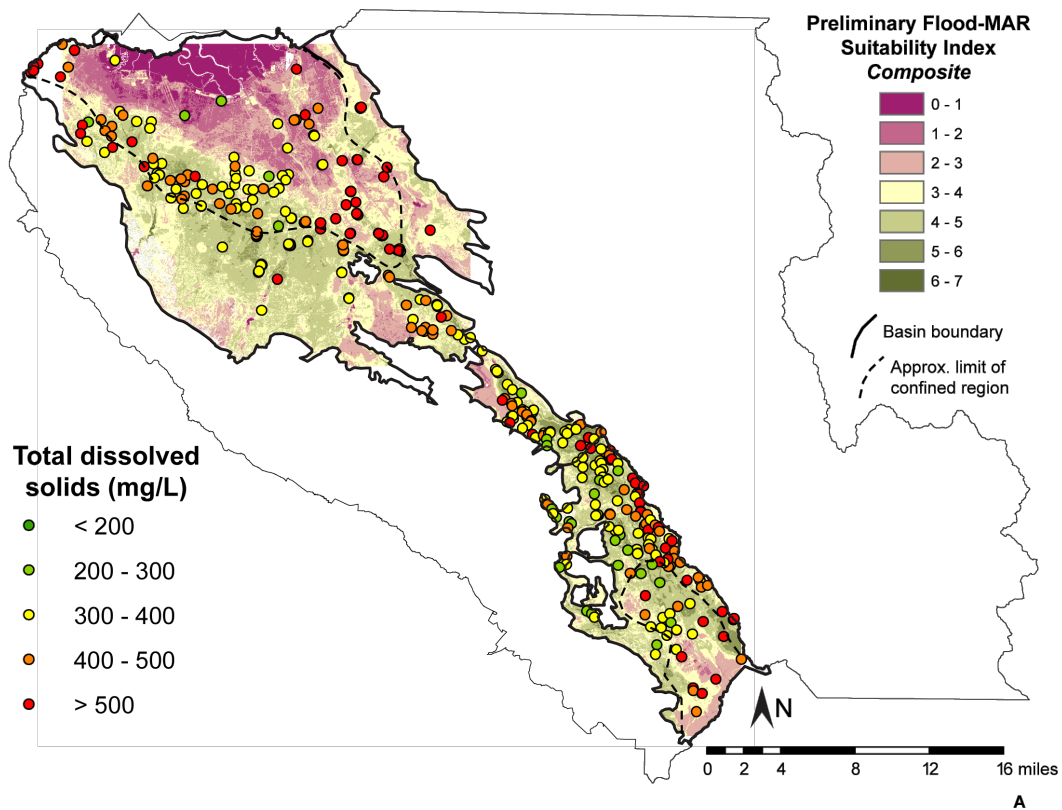 Preliminary Flood-MAR
Suitability Index
Composite
0 - 1
1 - 2
2 - 3
3 - 4
4 - 5
5 - 6
6 - 7
Basin boundary
Approx. limit of
confined region
Total dissolved
solids (mg/L)
< 200
200 - 300
300 - 400
400 - 500
> 500
N
0 2 4 8 12 16 miles
A